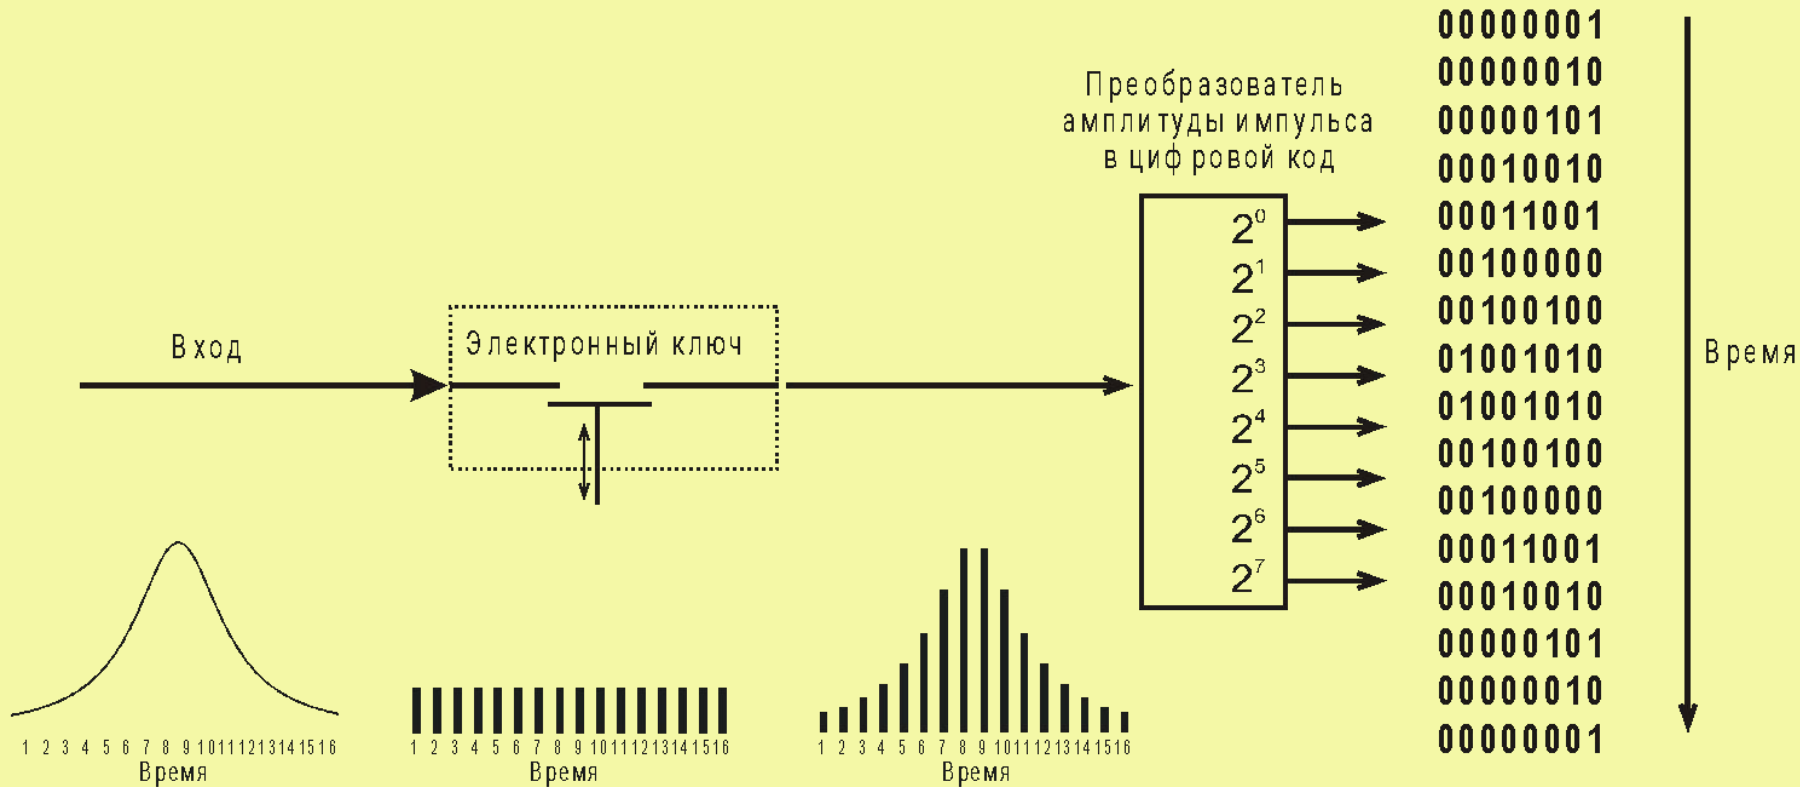 Вход
Электронный ключ
Преобразователь
амплитуды импульса
в цифровой код
2⁰
2¹
2²
2³
2⁴
2⁵
2⁶
2⁷
00000001
00000010
00000101
00010010
00011001
00100000
00100100
01001010
01001010
00100100
00100000
00011001
00010010
00000101
00000010
00000001
Время
1 2 3 4 5 6 7 8 9 10 11 12 13 14 15 16
Время
1 2 3 4 5 6 7 8 9 10 11 12 13 14 15 16
Время
1 2 3 4 5 6 7 8 9 10 11 12 13 14 15 16
Время